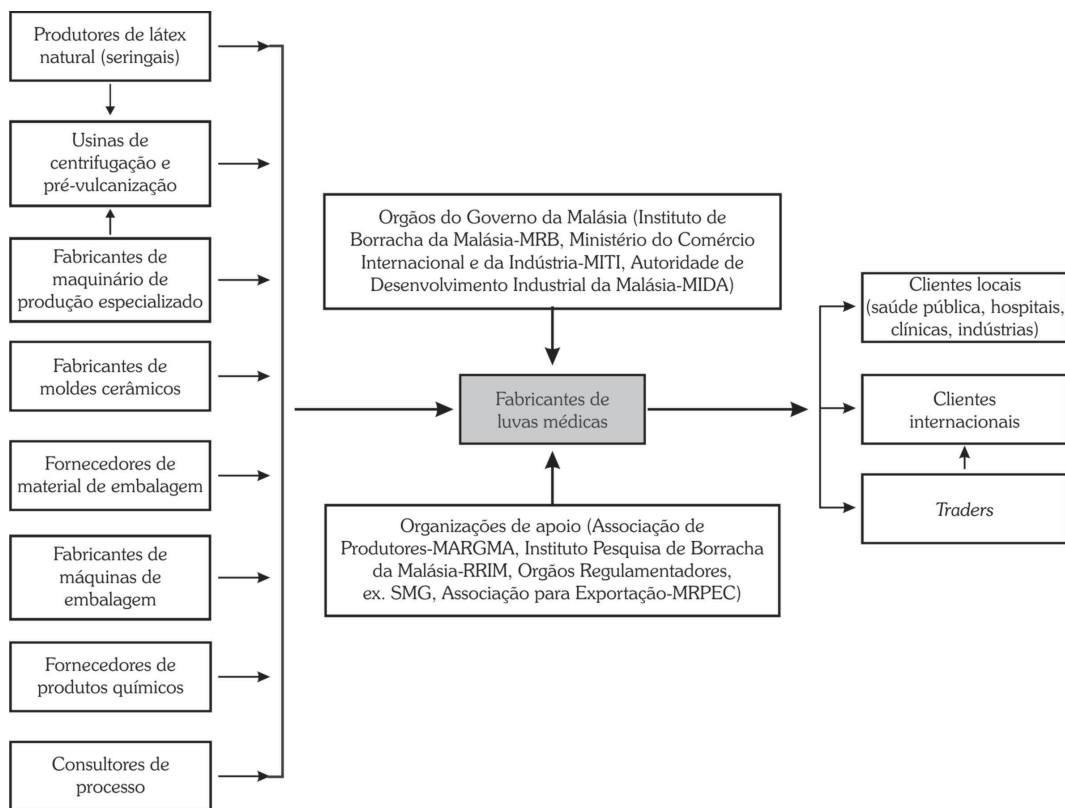 Produtores de látex
natural (seringais)
Usinas de
centrifugação e
pré-vulcanização
Fabricantes de
maquinário de
produção especializado
Fabricantes de
moldes cerâmicos
Fornecedores de
material de embalagem
Fabricantes de
máquinas de
embalagem
Fornecedores de
produtos químicos
Consultores de
processo
Orgãos do Governo da Malásia (Instituto de
Borracha da Malásia-MRB, Ministério do Comércio
Internacional e da Indústria-MITI, Autoridade de
Desenvolvimento Industrial da Malásia-MIDA)
Fabricantes de
luvas médicas
Organizações de apoio (Associação de
Produtores-MARGMA, Instituto Pesquisa de Borracha
da Malásia-RRIM, Orgãos Regulamentadores,
ex. SMG, Associação para Exportação-MRPEC)
Clientes locais
(saúde pública, hospitais,
clínicas, indústrias)
Clientes
internacionais
Traders